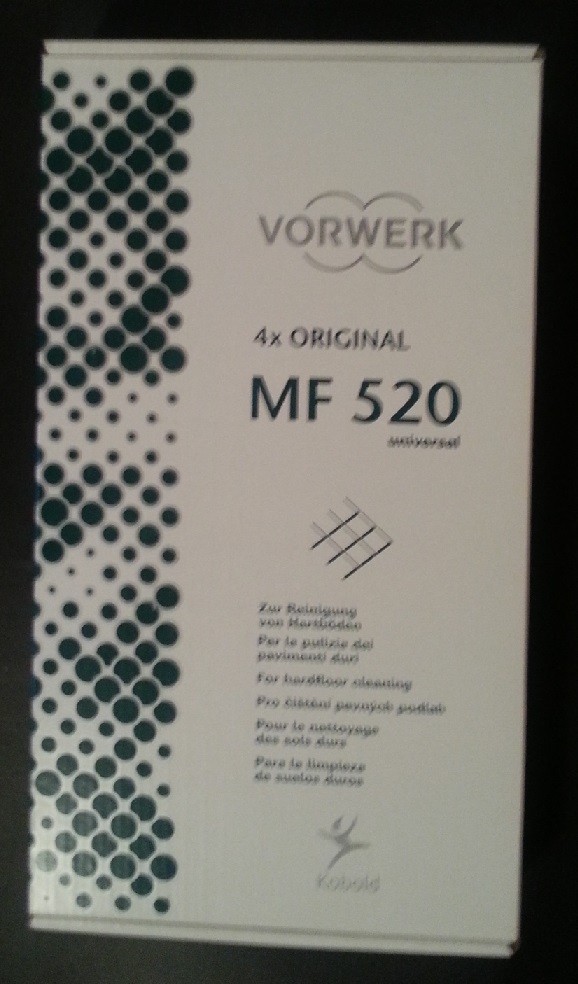 VORWERK
4x ORIGINAL
MF 520
universal
Zur Reinigung
von Hartböden
Per le pulizie dei
pavimenti duri
For hardfloor cleaning
Pro čištění pevných podlah
Pour le nettoyage
des sols durs
Para la limpieza
de suelos duros
Kobold